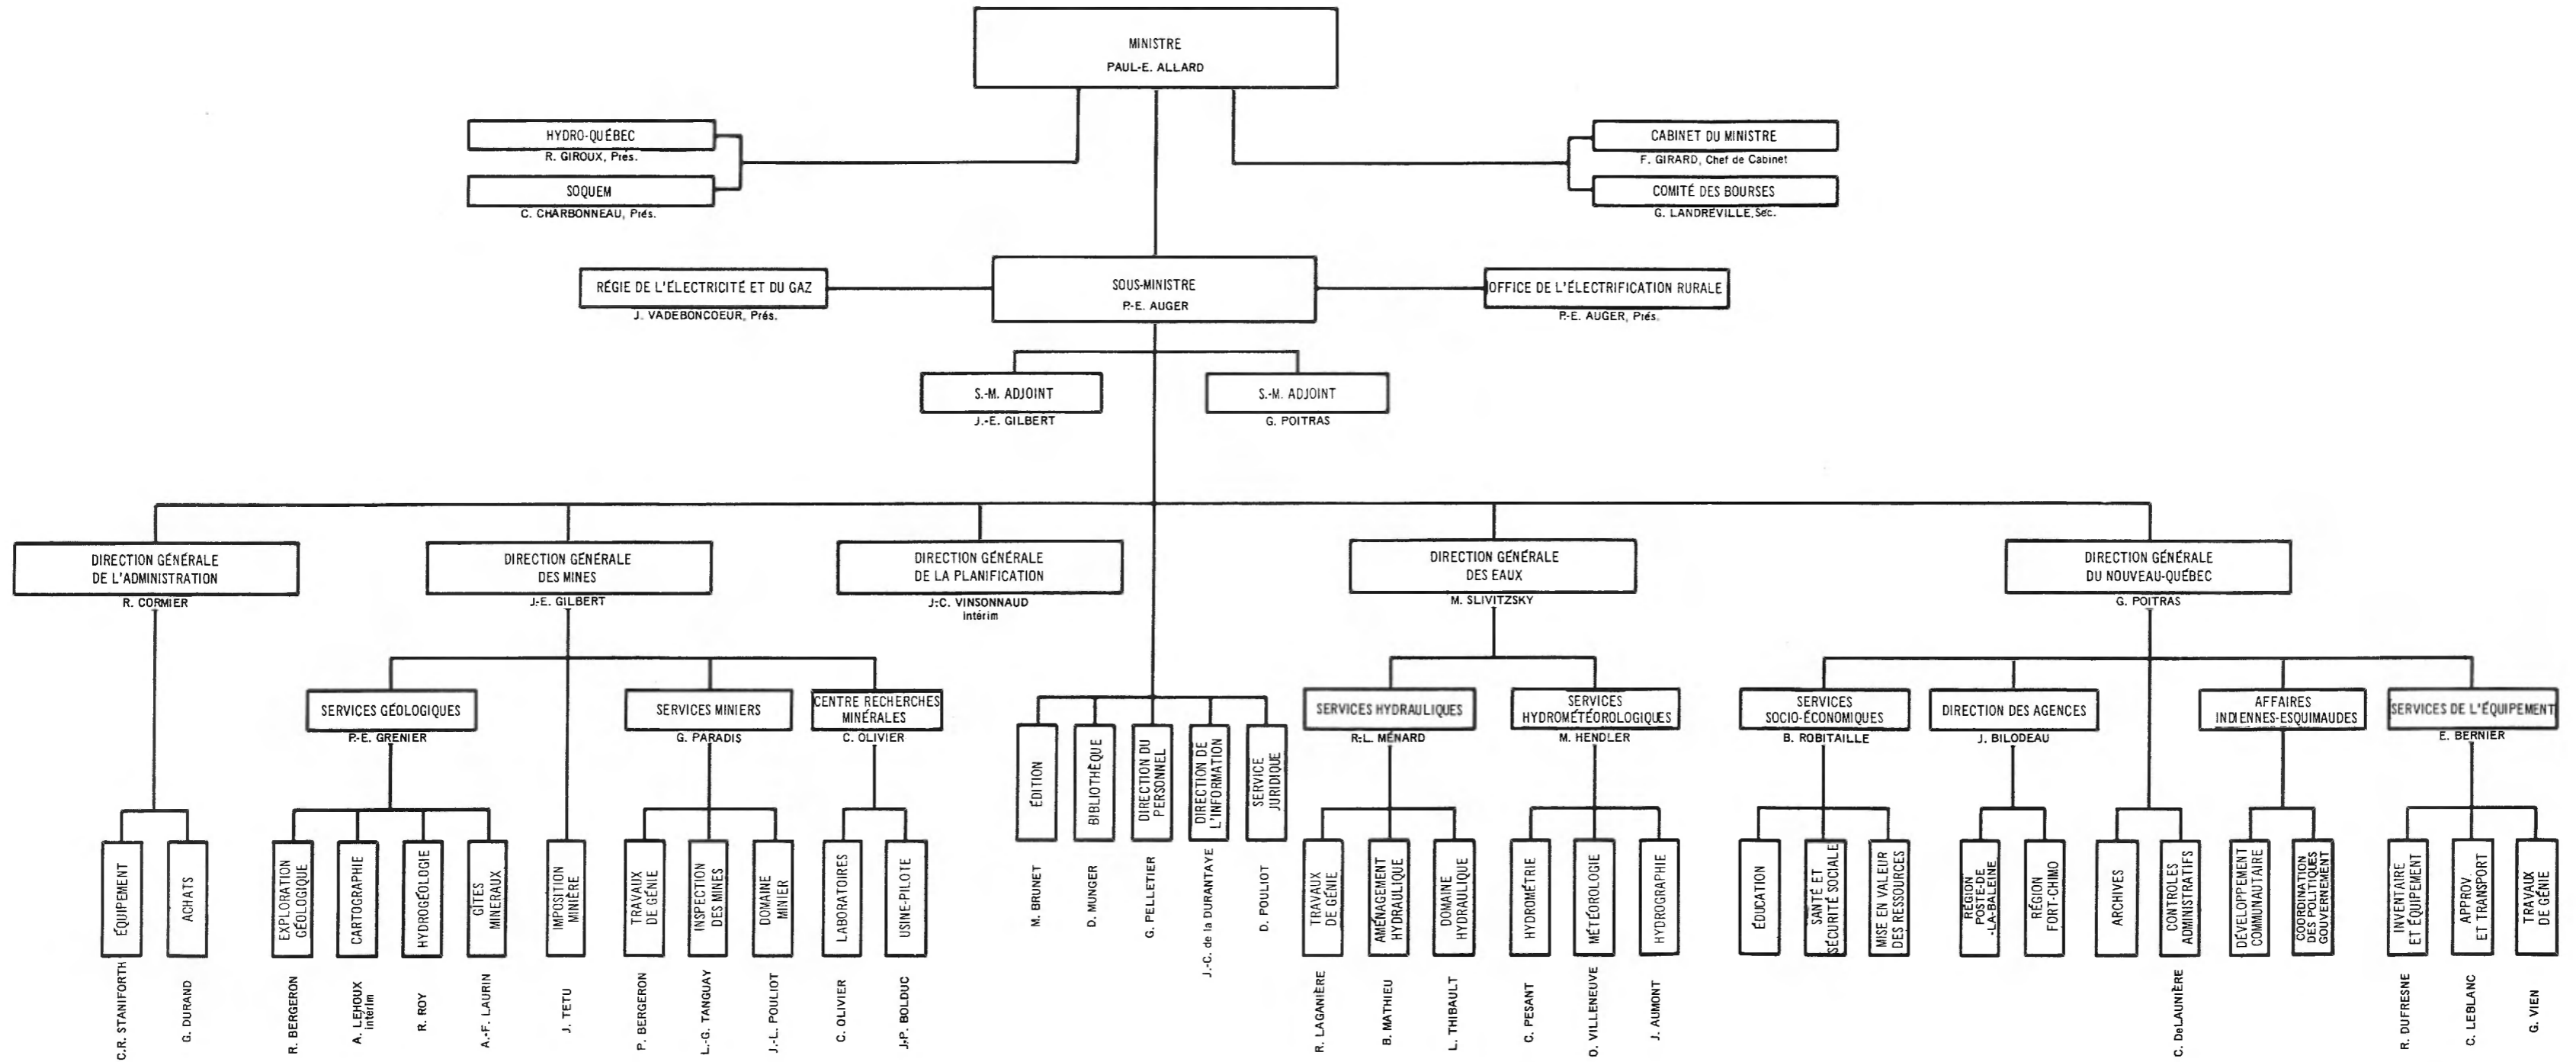 MINISTRE
PAUL-E. ALLARD
HYDRO-QUÉBEC
R. GIROUX, Prés.
SOQUEM
C. CHARBONNEAU, Prés.
CABINET DU MINISTRE
F. GIRARD, Chef de Cabinet
COMITÉ DES BOURSES
G. LANDREVILLE, Séc.
RÉGIE DE L'ÉLECTRICITÉ ET DU GAZ
J. VADEBONCOEUR, Prés.
SOUS-MINISTRE
P.-E. AUGER
OFFICE DE L'ÉLECTRIFICATION RURALE
P.-E. AUGER, Prés.
S.-M. ADJOINT
J.-E. GILBERT
S.-M. ADJOINT
G. POITRAS
DIRECTION GÉNÉRALE
DE L'ADMINISTRATION
R. CORMIER
DIRECTION GÉNÉRALE
DES MINES
J.-E. GILBERT
DIRECTION GÉNÉRALE
DE LA PLANIFICATION
J.-C. VINSONNAUD
Intérim
DIRECTION GÉNÉRALE
DES EAUX
M. SLIVITZSKY
DIRECTION GÉNÉRALE
DU NOUVEAU-QUÉBEC
G. POITRAS
SERVICES GÉOLOGIQUES
P.-E. GRENIER
SERVICES MINIERS
G. PARADIS
CENTRE RECHERCHES
MINÉRALES
C. OLIVIER
SERVICES HYDRAULIQUES
R.-L. MÉNARD
SERVICES
HYDROMÉTÉOROLOGIQUES
M. HENDLER
SERVICES
SOCIO-ÉCONOMIQUES
B. ROBITAILLE
DIRECTION DES AGENCES
J. BILODEAU
AFFAIRES
INDIENNES-ESQUIMAUDES
SERVICES DE L'ÉQUIPEMENT
E. BERNIER
ÉQUIPEMENT
C.R. STANIFORTH
ACHATS
G. DURAND
EXPLORATION
GÉOLOGIQUE
R. BERGERON
CARTOGRAPHIE
A. LEHOUX
intérim
HYDROGÉOLOGIE
R. ROY
GÎTES
MINERAUX
A.-F. LAURIN
IMPOSITION
MINIÈRE
J. TETU
TRAVAUX
DE GÉNIE
P. BERGERON
INSPECTION
DES MINES
L.-G. TANGUAY
DOMAINE
MINIER
J.-L. POULIOT
LABORATOIRES
C. OLIVIER
USINE-PILOTE
J.-P. BOLDUC
ÉDITION
M. BRUNET
BIBLIOTHÈQUE
D. MUNGER
DIRECTION DU
PERSONNEL
G. PELLETIER
DIRECTION DE
L'INFORMATION
J.-C. de la DURANTAYE
SERVICE
JURIDIQUE
D. POULIOT
TRAVAUX
DE GÉNIE
R. LAGANIÈRE
AMÉNAGEMENT
HYDRAULIQUE
B. MATHIEU
DOMAINE
HYDRAULIQUE
L. THIBAULT
HYDROMÉTRIE
C. PESANT
MÉTÉOROLOGIE
O. VILLENEUVE
HYDROGRAPHIE
J. AUMONT
ÉDUCATION
SANTÉ ET
SÉCURITÉ SOCIALE
MISE EN VALEUR
DES RESSOURCES
RÉGION
POSTE-DE
-LA-BALEINE
RÉGION
FORT-CHIMO
ARCHIVES
CONTROLES
ADMINISTRATIFS
C. DeLAUNIÈRE
DÉVELOPPEMENT
COMMUNAUTAIRE
COORDINATION
DES POLITIQUES
GOUVERNEMENT
INVENTAIRE
ET ÉQUIPEMENT
R. DUFRESNE
APPROV.
ET TRANSPORT
C. LEBLANC
TRAVAUX
DE GÉNIE
G. VIEN